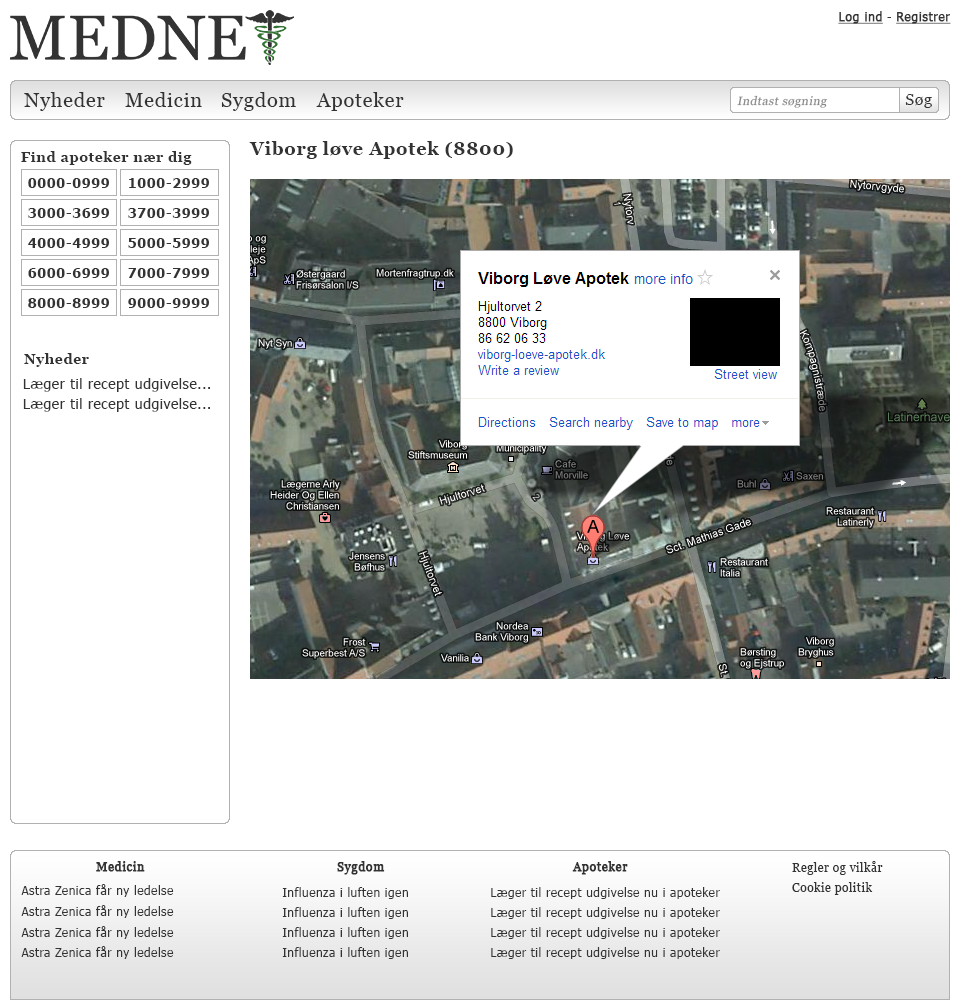 MEDNE
Log ind - Registrer
Nyheder Medicin Sygdom Apoteker
Indtast søgning Søg
Find apoteker nær dig
0000-0999 1000-2999
3000-3699 3700-3999
4000-4999 5000-5999
6000-6999 7000-7999
8000-8999 9000-9999
Nyheder
Læger til recept udgivelse...
Læger til recept udgivelse...
Viborg løve Apotek (8800)
Nytorvgyde
Nytorv
og
leje
ApS
Østergaard
Frisørsalon I/S
Mortenfragtrup.dk
Nyt Syn
Viborg Løve Apotek more info
Hjultorvet 2
8800 Viborg
86 62 06 33
viborg-loeve-apotek.dk
Write a review
Street view
Directions Search nearby Save to map more
Kompagnistræde
Latinerhave
Viborg
Stiftsmuseum
Municipality
Cafe
Morville
Buhl
Saxen
Lægerne Arly
Heider Og Ellen
Christiansen
Hjultorvet
Restaurant
Latinerly
A
Viborg Løve
Apotek
Sct. Mathias Gade
Jensens
Bøfhus
Hjultorvet
Restaurant
Italia
Nordea
Bank Viborg
Frost
Superbest A/S
Vanilia
Børsting
og Ejstrup
Viborg
Bryghus
St.
Medicin
Astra Zenica får ny ledelse
Astra Zenica får ny ledelse
Astra Zenica får ny ledelse
Astra Zenica får ny ledelse
Sygdom
Influenza i luften igen
Influenza i luften igen
Influenza i luften igen
Influenza i luften igen
Apoteker
Læger til recept udgivelse nu i apoteker
Læger til recept udgivelse nu i apoteker
Læger til recept udgivelse nu i apoteker
Læger til recept udgivelse nu i apoteker
Regler og vilkår
Cookie politik